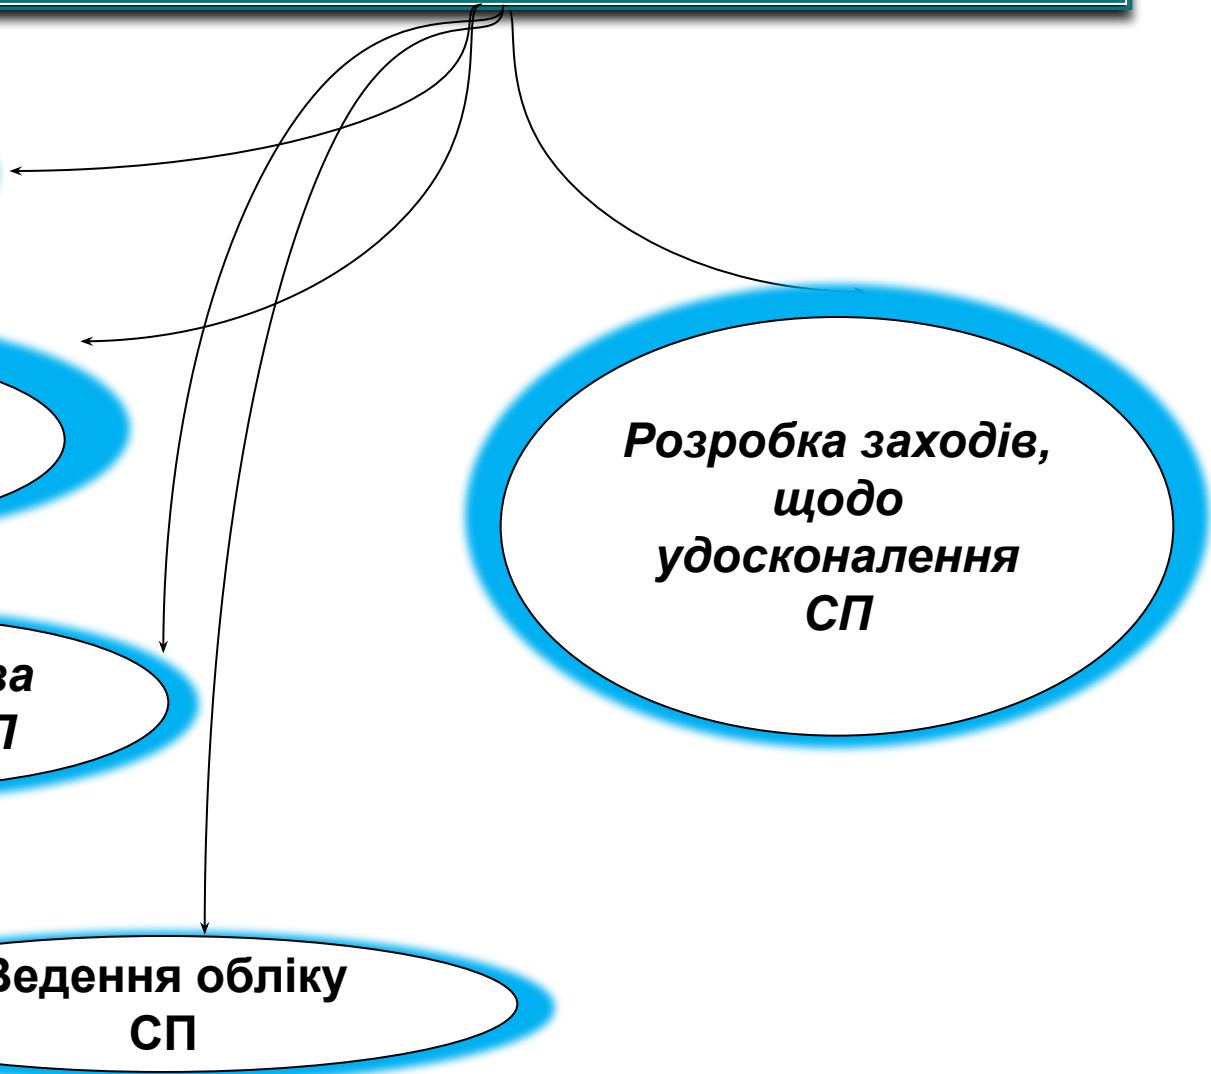 Розробка заходів,
щодо
удосконалення
СП
Ведення обліку
СП